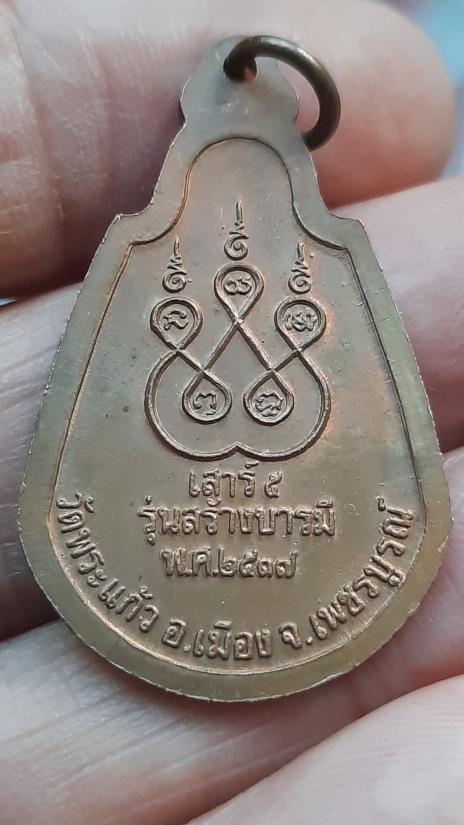 เสาร์ ๕
รุ่นสร้างบารมี
พ.ศ.๒๕๑๗
วัดพระแก้ว อ.เมือง จ.เพชรบูรณ์